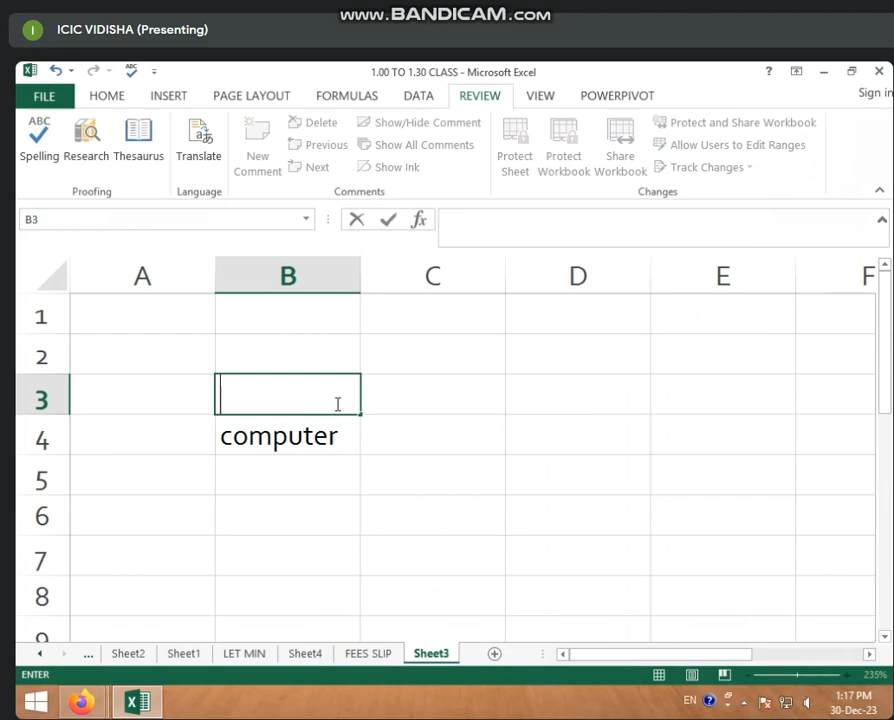 www.BANDICAM.com
I ICIC VIDISHA (Presenting)
1.00 TO 1.30 CLASS - Microsoft Excel
?
FILE HOME INSERT PAGE LAYOUT FORMULAS DATA REVIEW VIEW POWERPIVOT Sign in
ABC Spelling
Research
Thesaurus
Proofing
Translate
Language
New Comment
Delete
Previous
Next
Show/Hide Comment
Show All Comments
Show Ink
Comments
Protect Sheet
Protect Workbook
Share Workbook
Protect and Share Workbook
Allow Users to Edit Ranges
Track Changes
Changes
B3 fx
A B C D E F
1
2
3
4 computer
5
6
7
8
9
... Sheet2 Sheet1 LET MIN Sheet4 FEES SLIP Sheet3
ENTER 235%
EN 1:17 PM
30-Dec-23